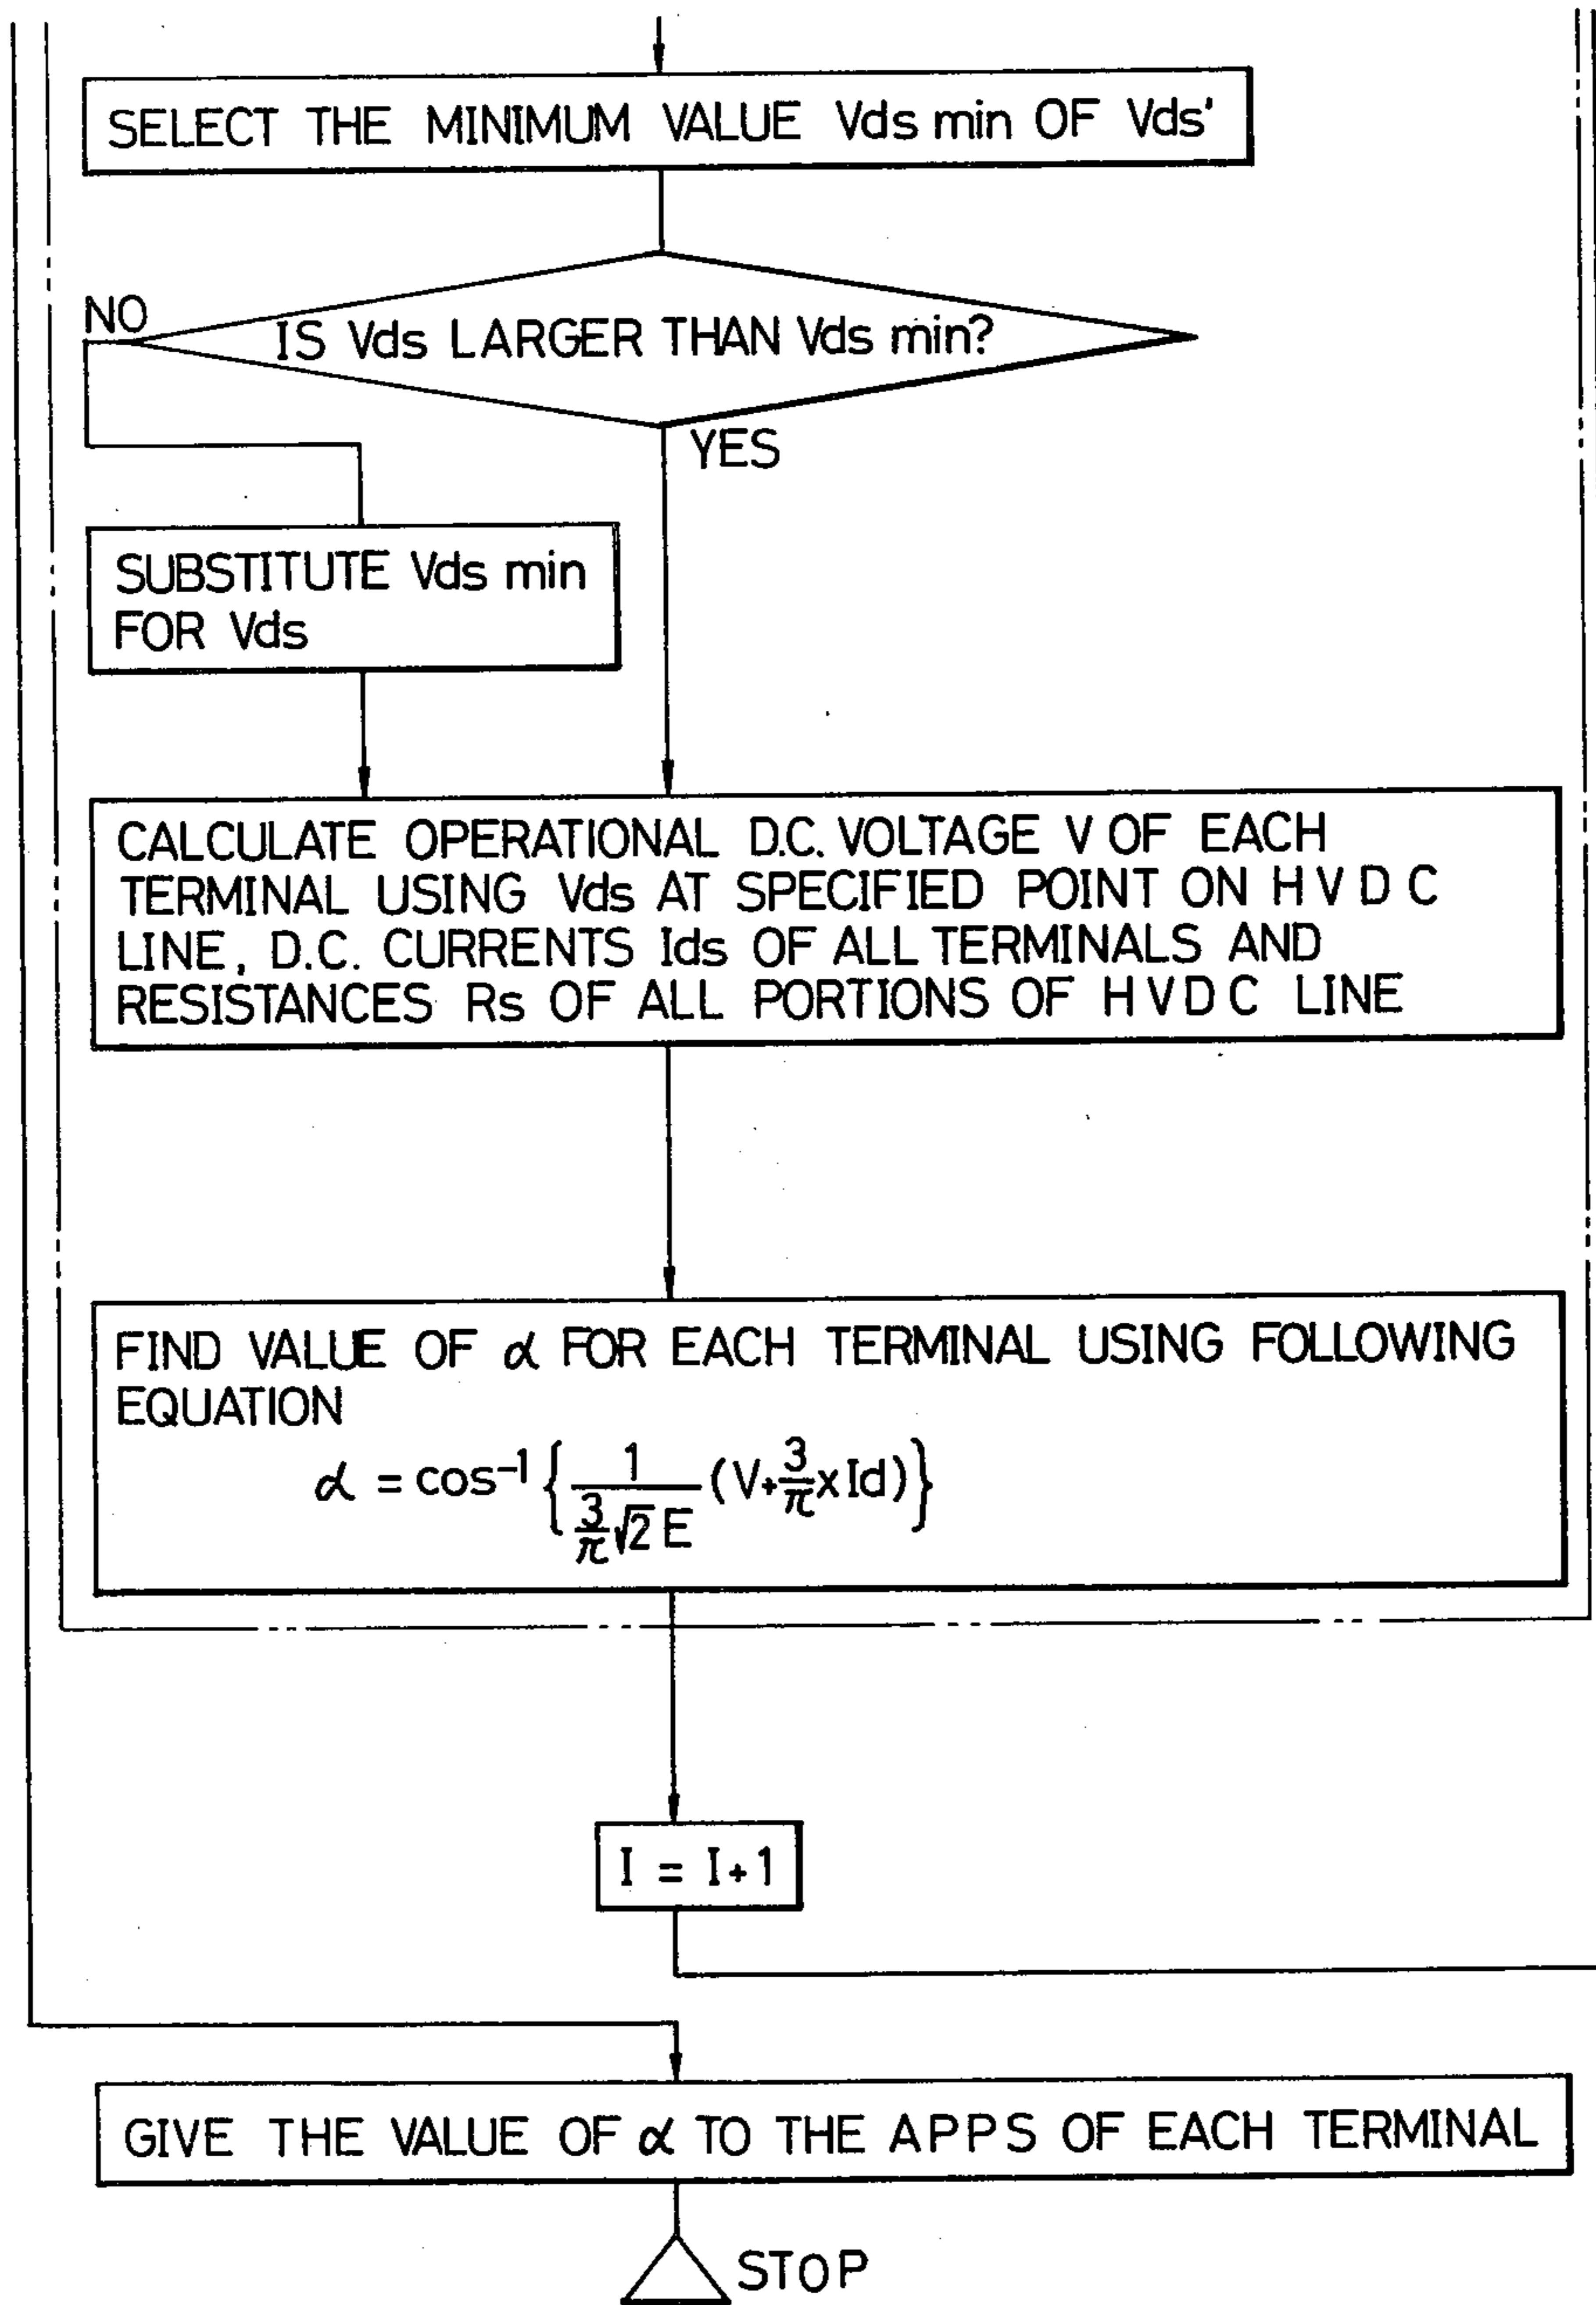 SELECT THE MINIMUM VALUE Vds min OF Vds'
NO
IS Vds LARGER THAN Vds min?
YES
SUBSTITUTE Vds min
FOR Vds
CALCULATE OPERATIONAL D.C. VOLTAGE V OF EACH
TERMINAL USING Vds AT SPECIFIED POINT ON H V D C
LINE, D.C. CURRENTS Ids OF ALL TERMINALS AND
RESISTANCES Rs OF ALL PORTIONS OF H V D C LINE
FIND VALUE OF α FOR EACH TERMINAL USING FOLLOWING
EQUATION
α = cos⁻¹ { 1 / (3/π √2 E) (V + 3/π x Id) }
I = I+1
GIVE THE VALUE OF α TO THE A P P S OF EACH TERMINAL
STOP